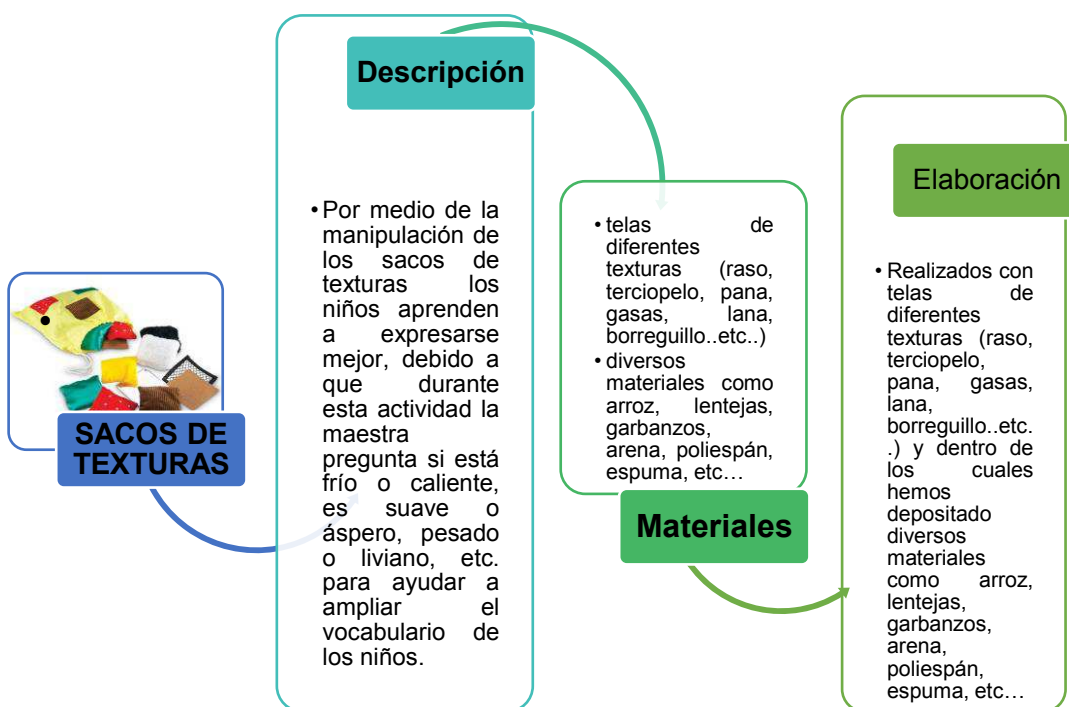 SACOS DE
TEXTURAS
Descripción
•Por medio de la
manipulación de
los sacos de
texturas los
niños aprenden
a expresarse
mejor, debido a
que durante
esta actividad la
maestra
pregunta si está
frío o caliente,
es suave o
áspero, pesado
o liviano, etc.
para ayudar a
ampliar el
vocabulario de
los niños.
•telas de
diferentes
texturas (raso,
terciopelo, pana,
gasas, lana,
borreguillo..etc..)
•diversos
materiales como
arroz, lentejas,
garbanzos,
arena, poliespán,
espuma, etc…
Materiales
Elaboración
• Realizados con
telas de
diferentes
texturas (raso,
terciopelo,
pana, gasas,
lana,
borreguillo..etc.
.) y dentro de
los cuales
hemos
depositado
diversos
materiales
como arroz,
lentejas,
garbanzos,
arena,
poliespán,
espuma, etc…